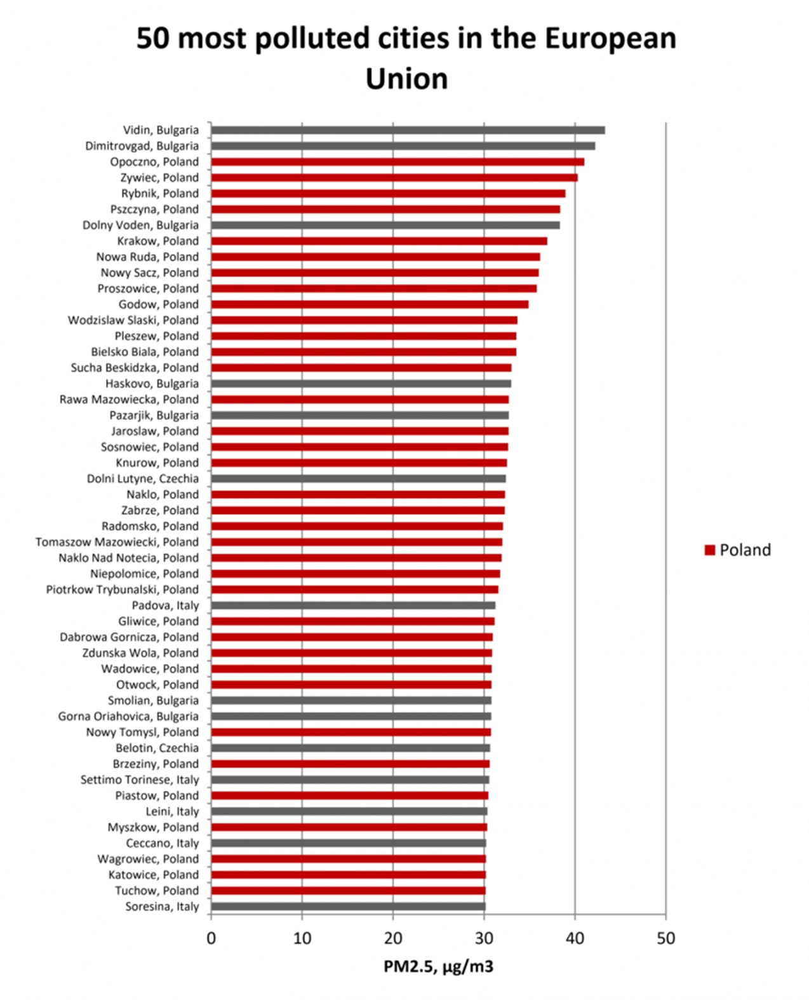 50 most polluted cities in the European
Union
Vidin, Bulgaria
Dimitrovgad, Bulgaria
Opoczno, Poland
Zywiec, Poland
Rybnik, Poland
Pszczyna, Poland
Dolny Voden, Bulgaria
Krakow, Poland
Nowa Ruda, Poland
Nowy Sacz, Poland
Proszowice, Poland
Godow, Poland
Wodzislaw Slaski, Poland
Pleszew, Poland
Bielsko Biala, Poland
Sucha Beskidzka, Poland
Haskovo, Bulgaria
Rawa Mazowiecka, Poland
Pazarjik, Bulgaria
Jaroslaw, Poland
Sosnowiec, Poland
Knurow, Poland
Dolni Lutyne, Czechia
Naklo, Poland
Zabrze, Poland
Radomsko, Poland
Tomaszow Mazowiecki, Poland
Poland
Naklo Nad Notecia, Poland
Niepolomice, Poland
Piotrkow Trybunalski, Poland
Padova, Italy
Gliwice, Poland
Dabrowa Gornicza, Poland
Zdunska Wola, Poland
Wadowice, Poland
Otwock, Poland
Smolian, Bulgaria
Gorna Oriahovica, Bulgaria
Nowy Tomysl, Poland
Belotin, Czechia
Brzeziny, Poland
Settimo Torinese, Italy
Piastow, Poland
Leini, Italy
Myszkow, Poland
Ceccano, Italy
Wagrowiec, Poland
Katowice, Poland
Tuchow, Poland
Soresina, Italy
0 10 20 30 40 50
PM2.5, µg/m3